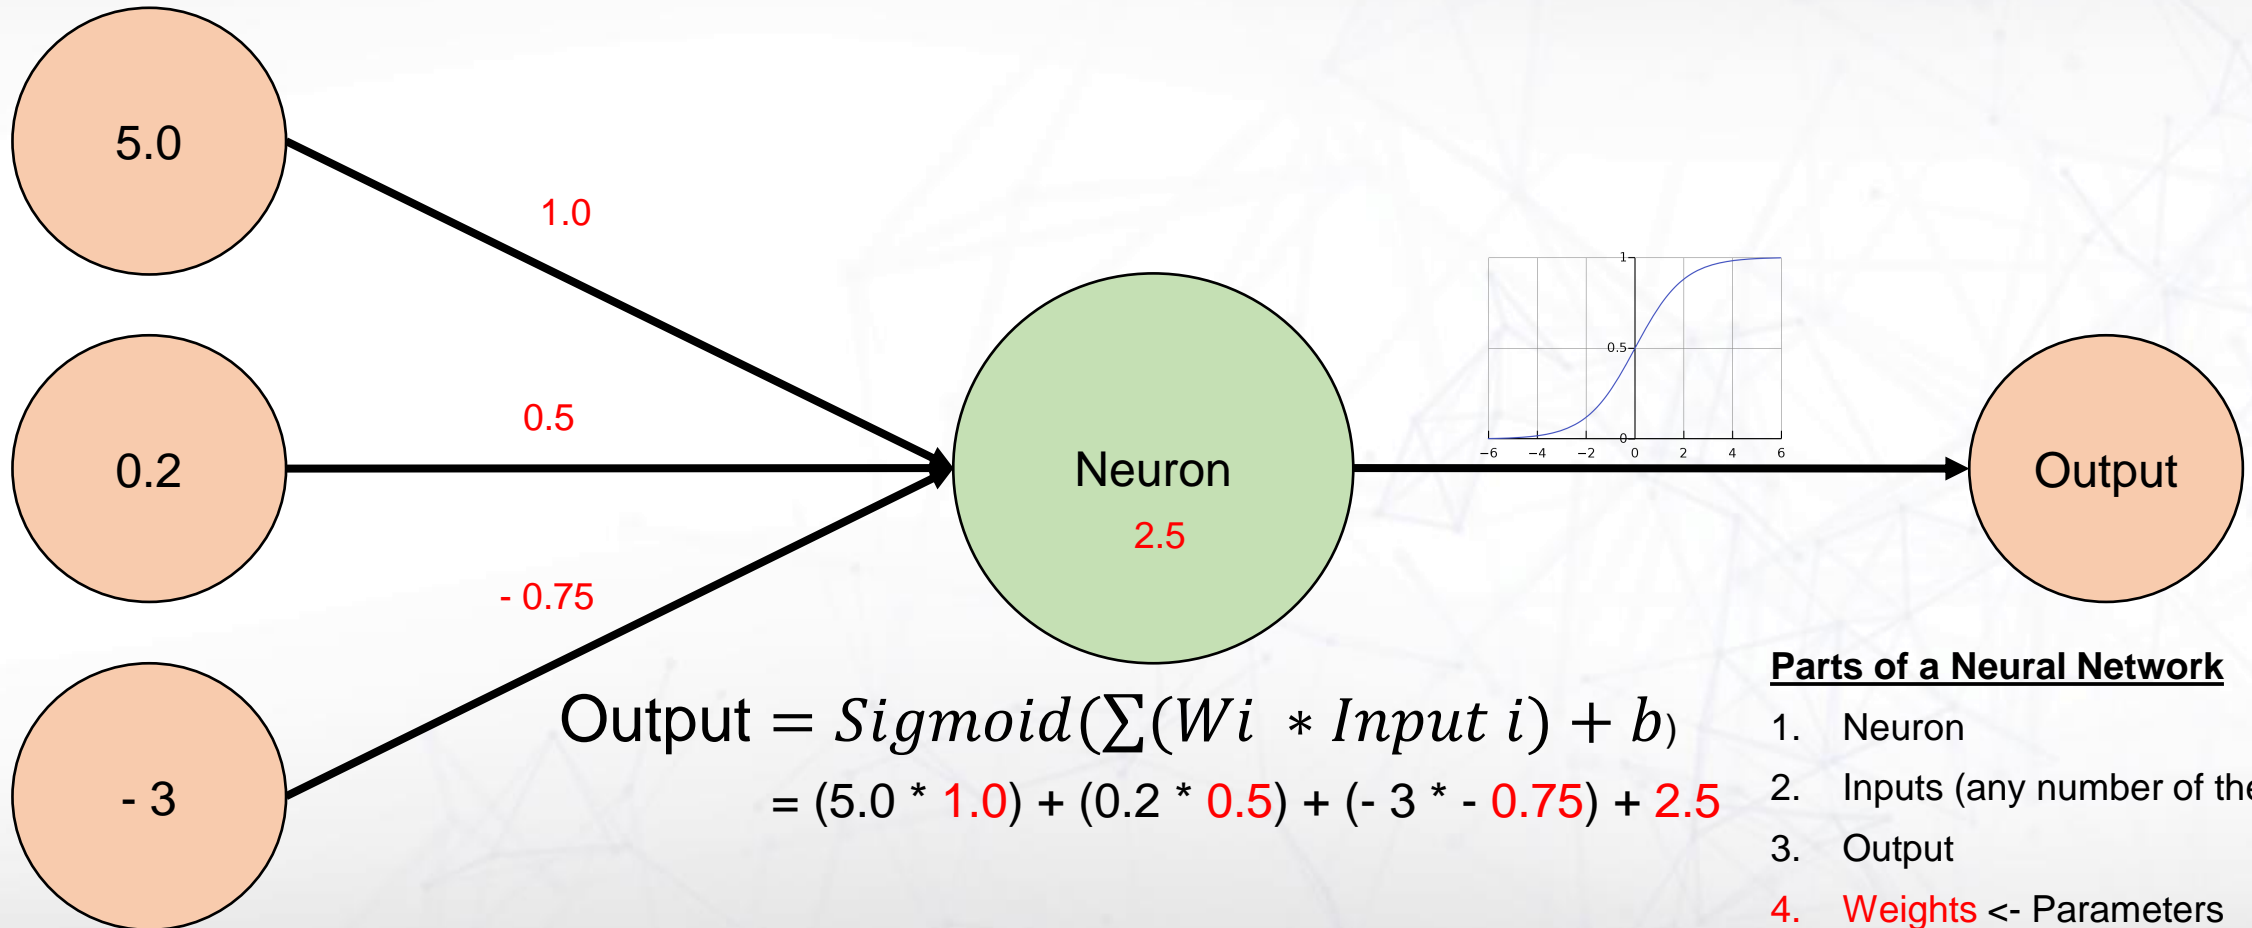 5.0
1.0
0.5
- 0.75
0.2
- 3
Neuron
2.5
1
0.5
0
−6 −4 −2 0 2 4 6
Output
Output = Sigmoid(∑(Wi * Input i) + b)
= (5.0 * 1.0) + (0.2 * 0.5) + (- 3 * - 0.75) + 2.5
Parts of a Neural Network
1. Neuron
2. Inputs (any number of the
3. Output
4. Weights <- Parameters